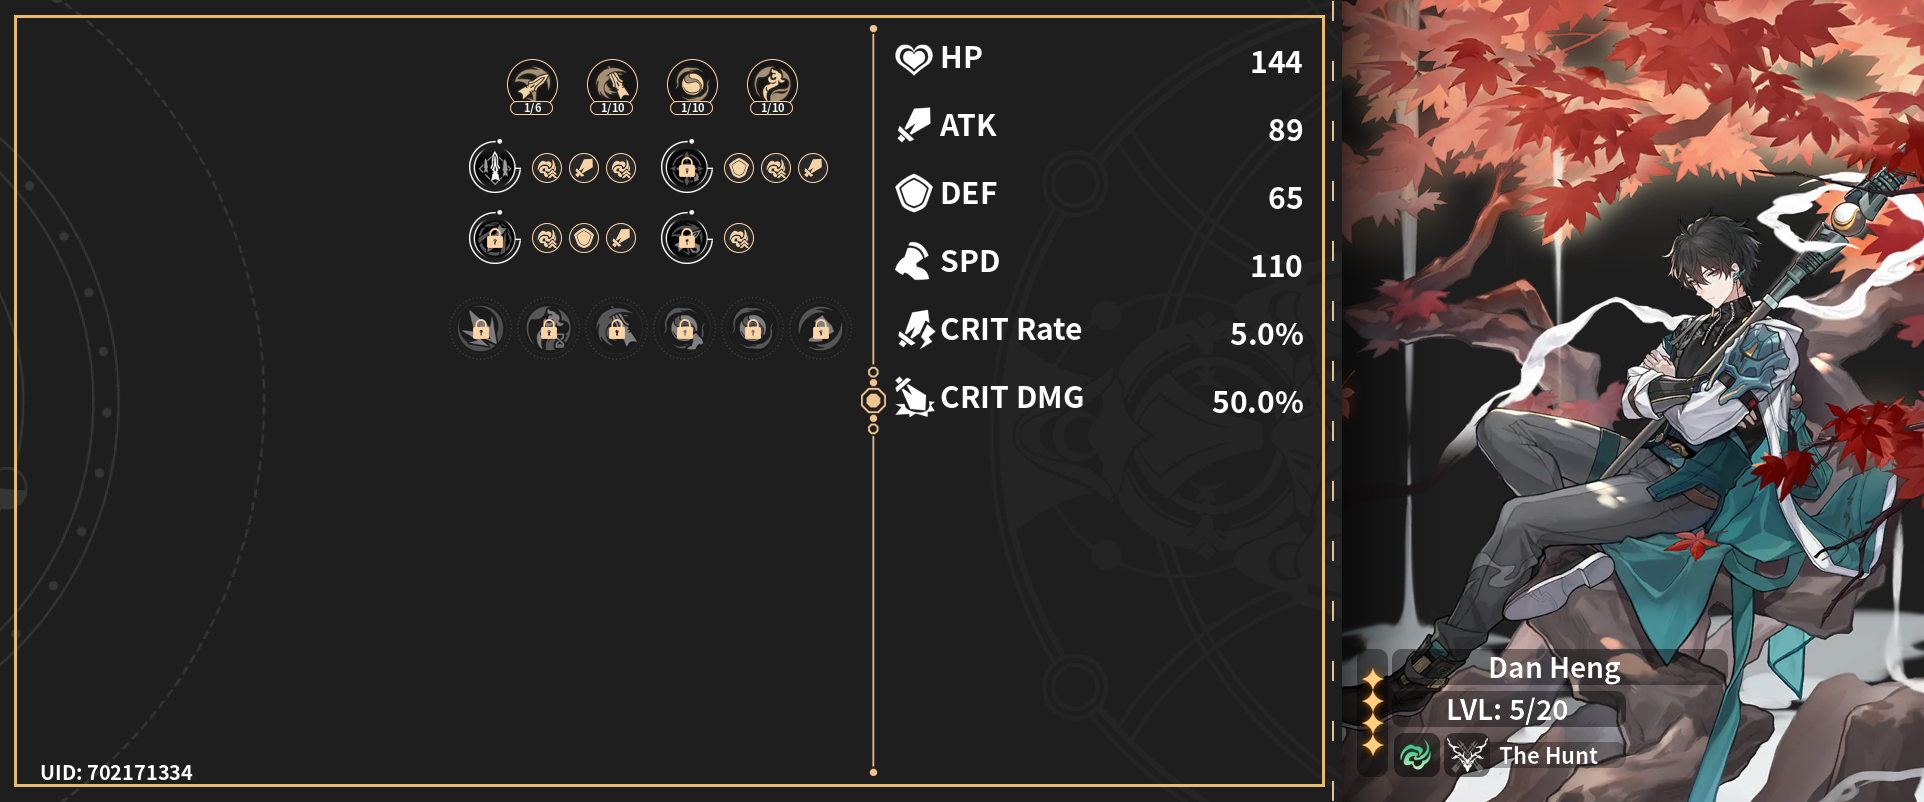 1/6
1/10
1/10
1/10
HP 144
ATK 89
DEF 65
SPD 110
CRIT Rate 5.0%
CRIT DMG 50.0%
UID: 702171334
Dan Heng
LVL: 5/20
The Hunt